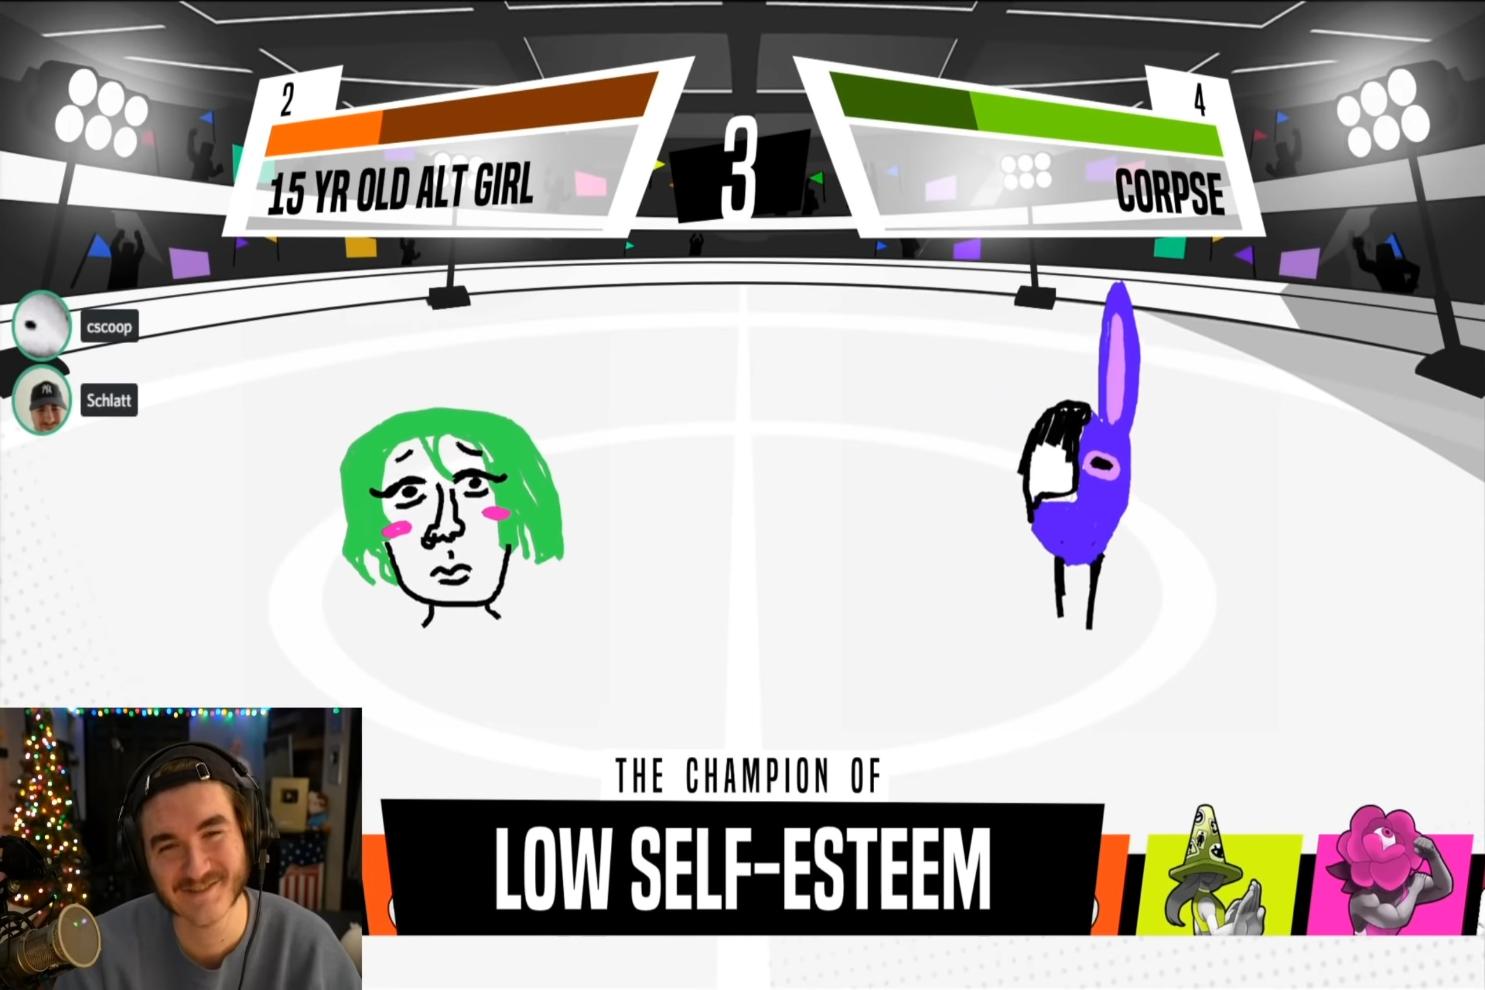 2
4
15 YR OLD ALT GIRL
3
CORPSE
cscoop
Schlatt
THE CHAMPION OF
LOW SELF-ESTEEM